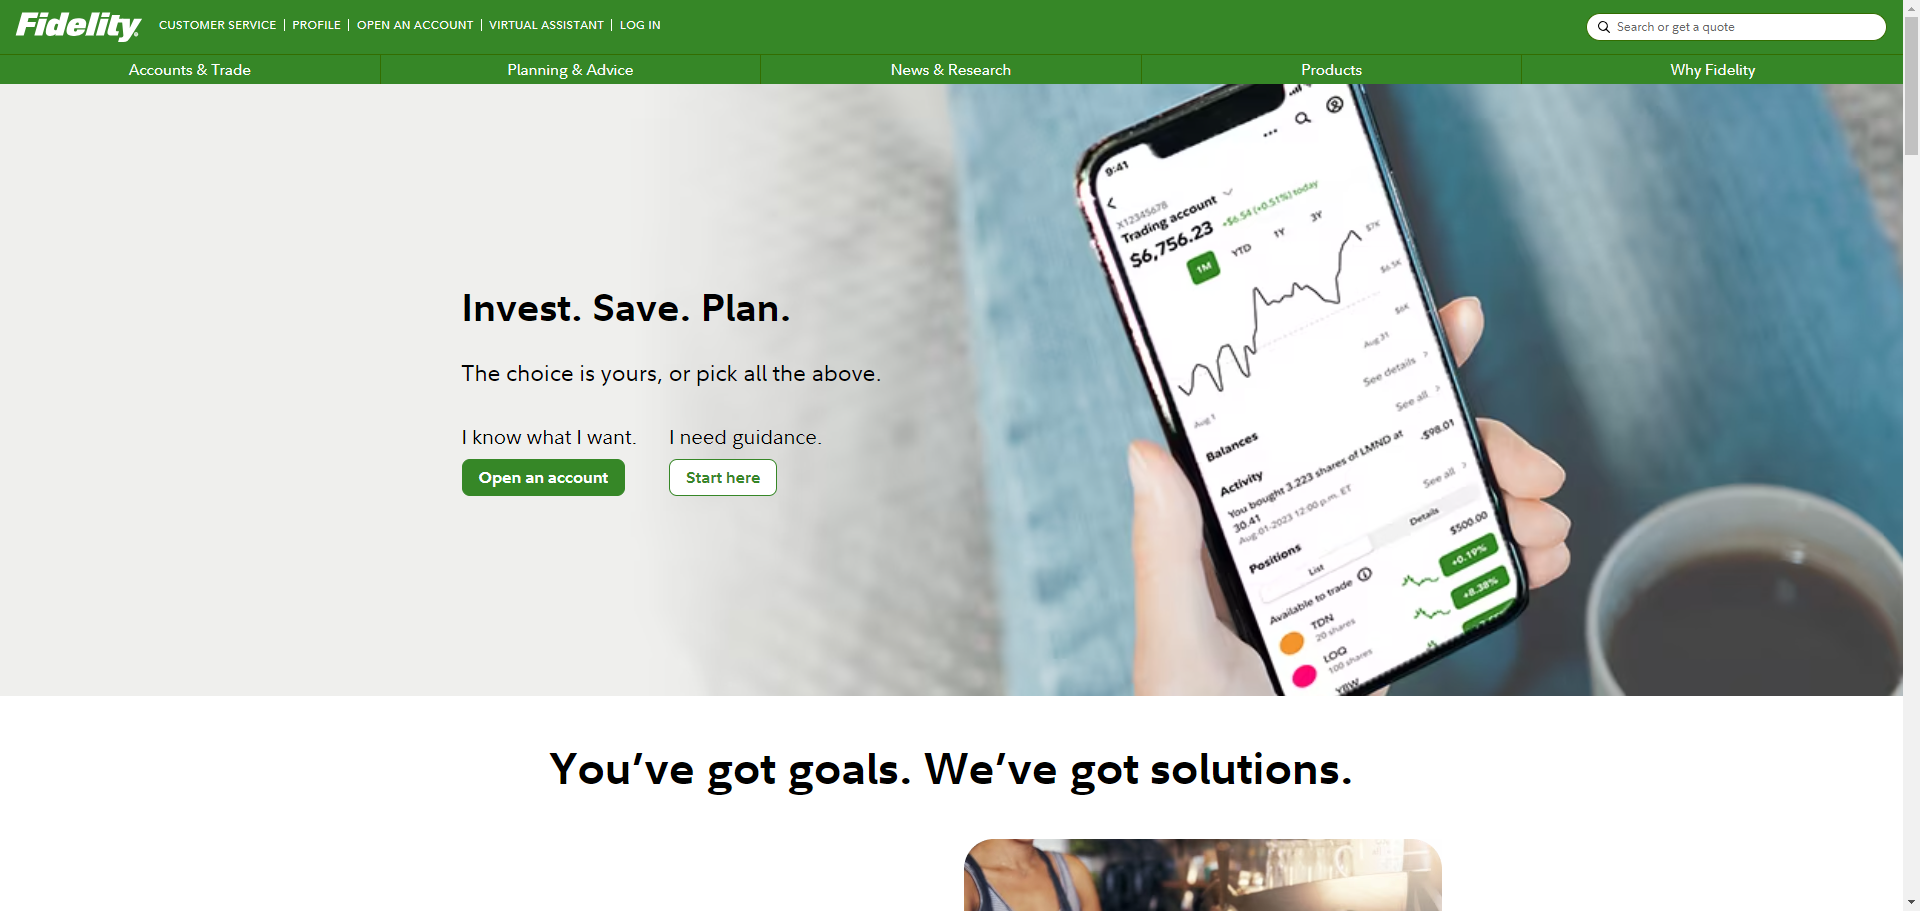 Fidelity
CUSTOMER SERVICE | PROFILE | OPEN AN ACCOUNT | VIRTUAL ASSISTANT | LOG IN
Search or get a quote
Accounts & Trade
Planning & Advice
News & Research
Products
Why Fidelity
Invest. Save. Plan.
The choice is yours, or pick all the above.
I know what I want.
I need guidance.
Open an account
Start here
9:41
X12345678
Trading account
$6,756.23
+$6.54 (+0.51%) today
1M
YTD
1Y
3Y
$7K
$6.5K
$6K
Aug 1
Aug 31
See details
See all
Balances
Activity
You bought 3.223 shares of LMND at
30.41
-$98.01
Aug-01-2023 12:00 p.m. ET
See all
Positions
List
Details
Available to trade
$500.00
TDN
20 shares
+0.19%
LOQ
100 shares
+8.38%
You’ve got goals. We’ve got solutions.